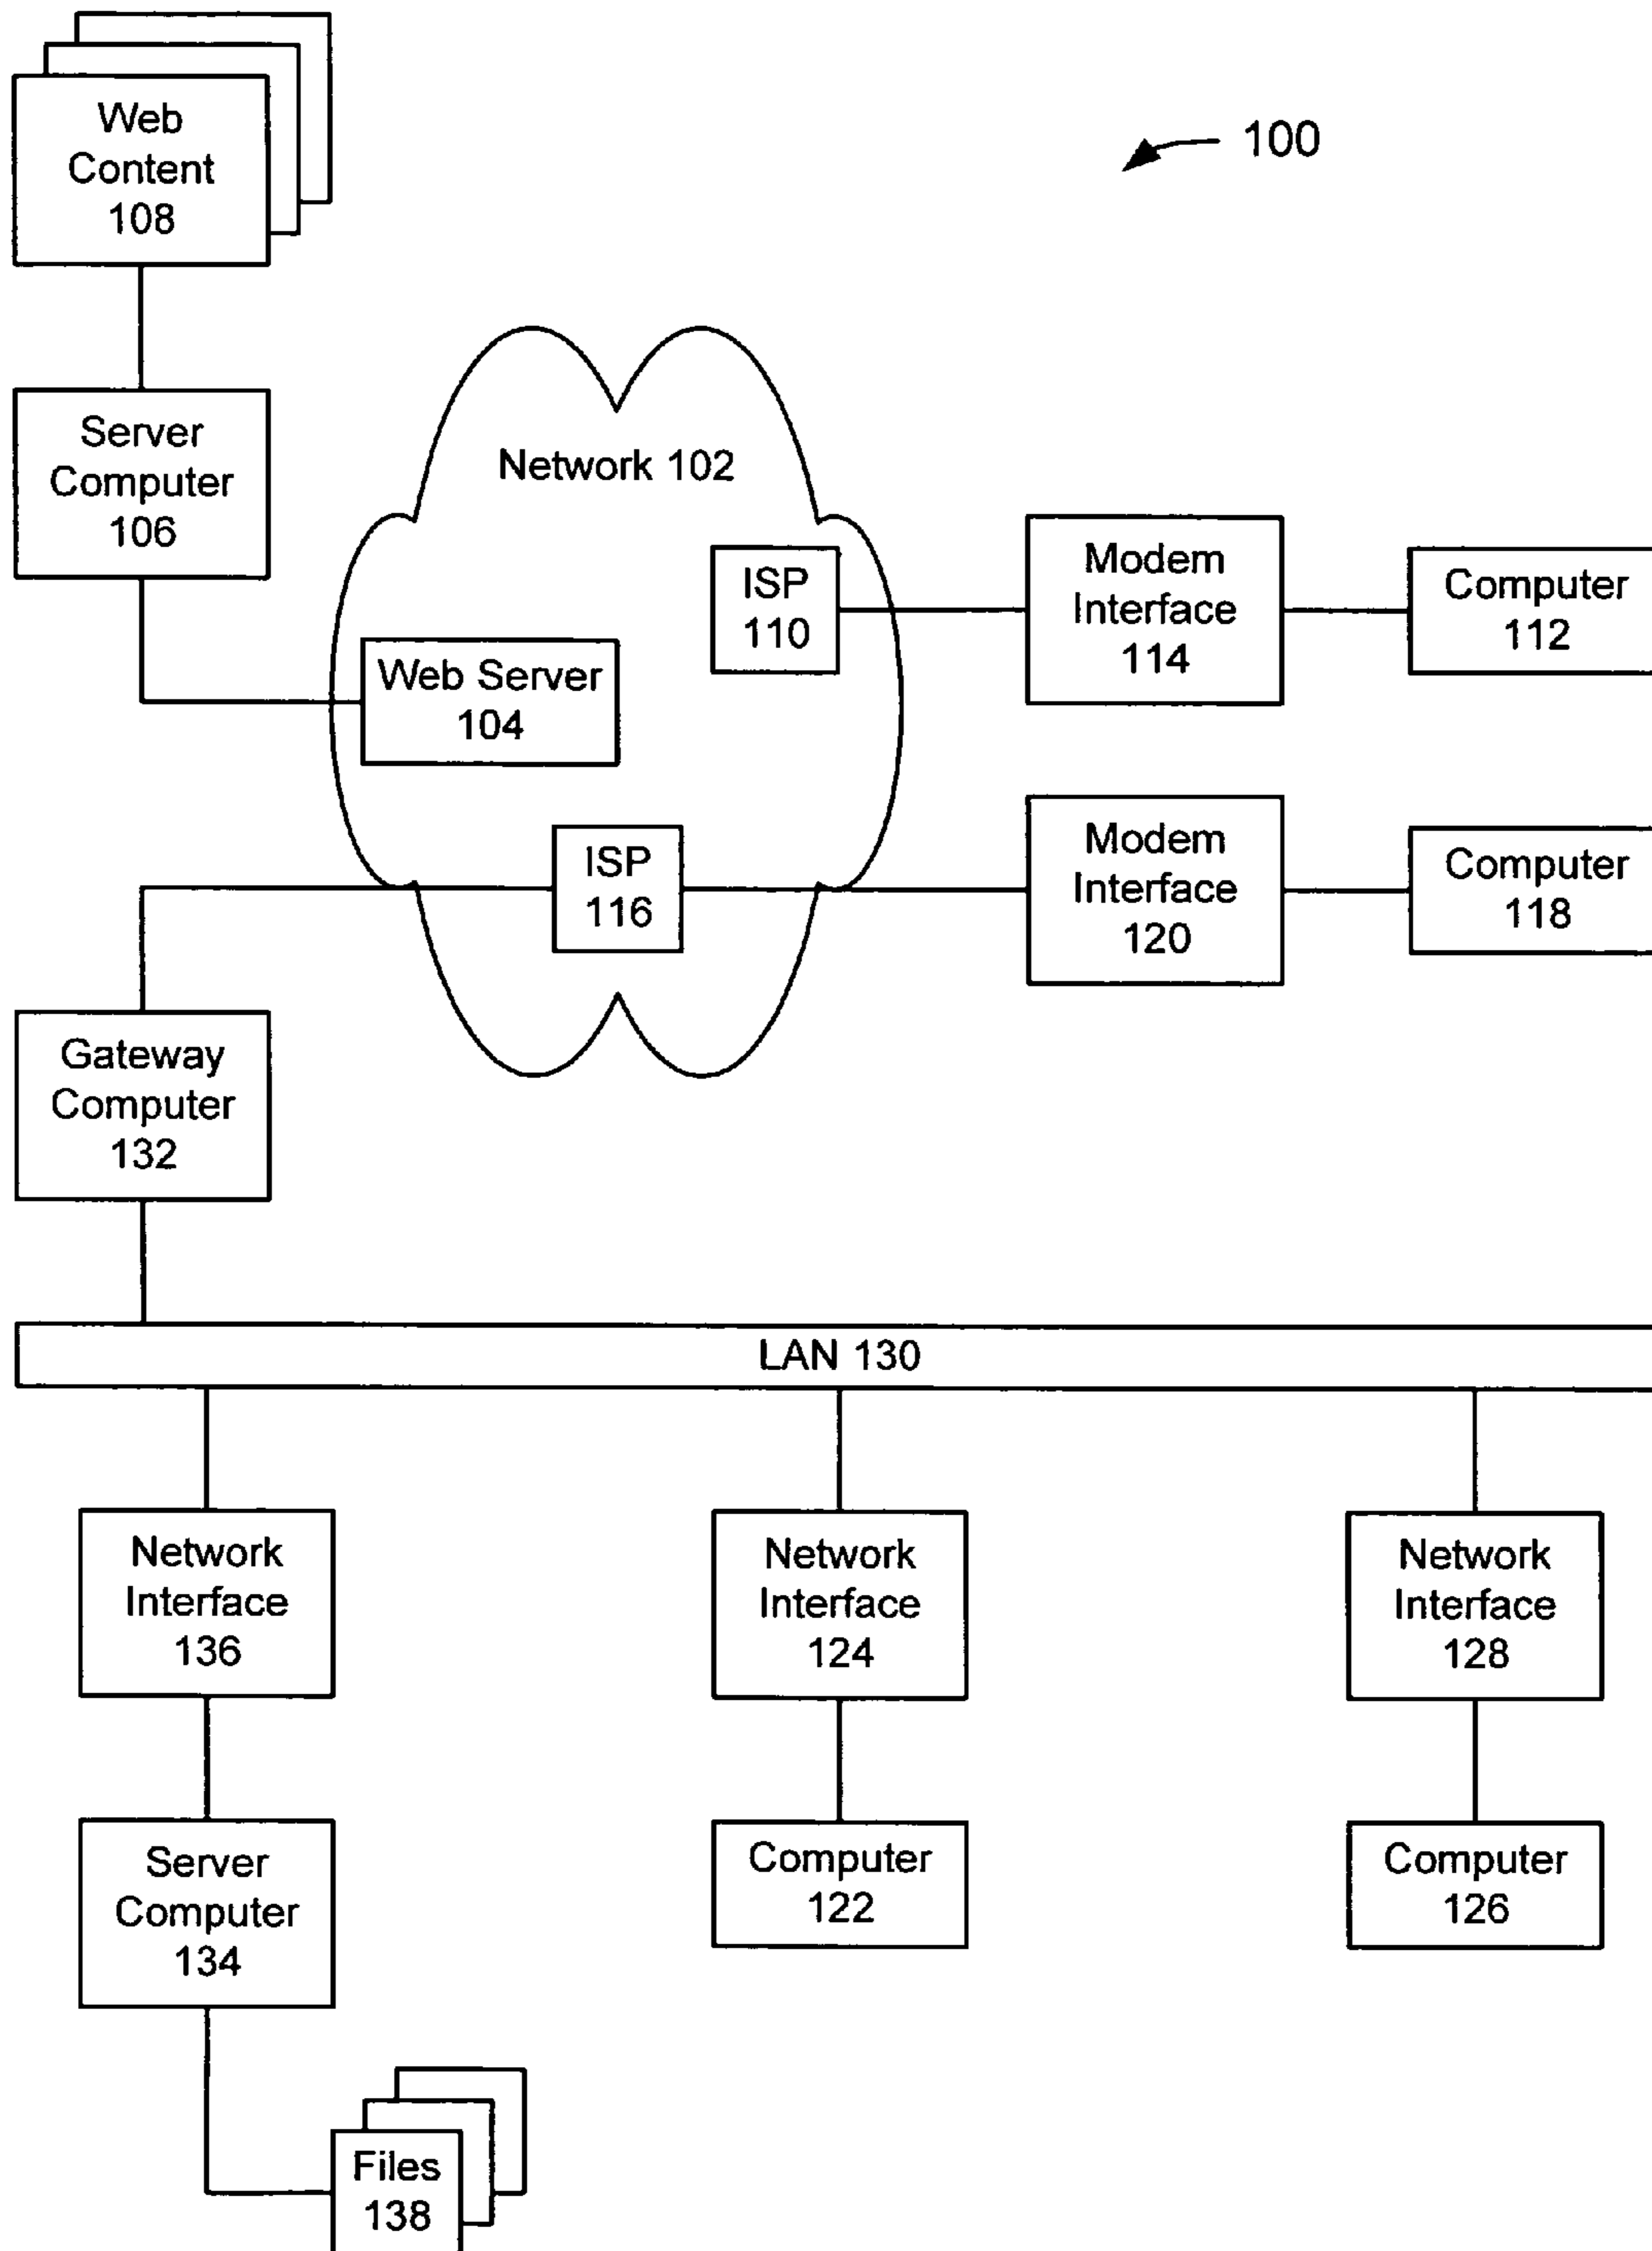 Web
Content
108
100
Server
Computer
106
Network 102
ISP
110
Modem
Interface
114
Computer
112
Web Server
104
ISP
116
Modem
Interface
120
Computer
118
Gateway
Computer
132
LAN 130
Network
Interface
136
Network
Interface
124
Network
Interface
128
Server
Computer
134
Computer
122
Computer
126
Files
138